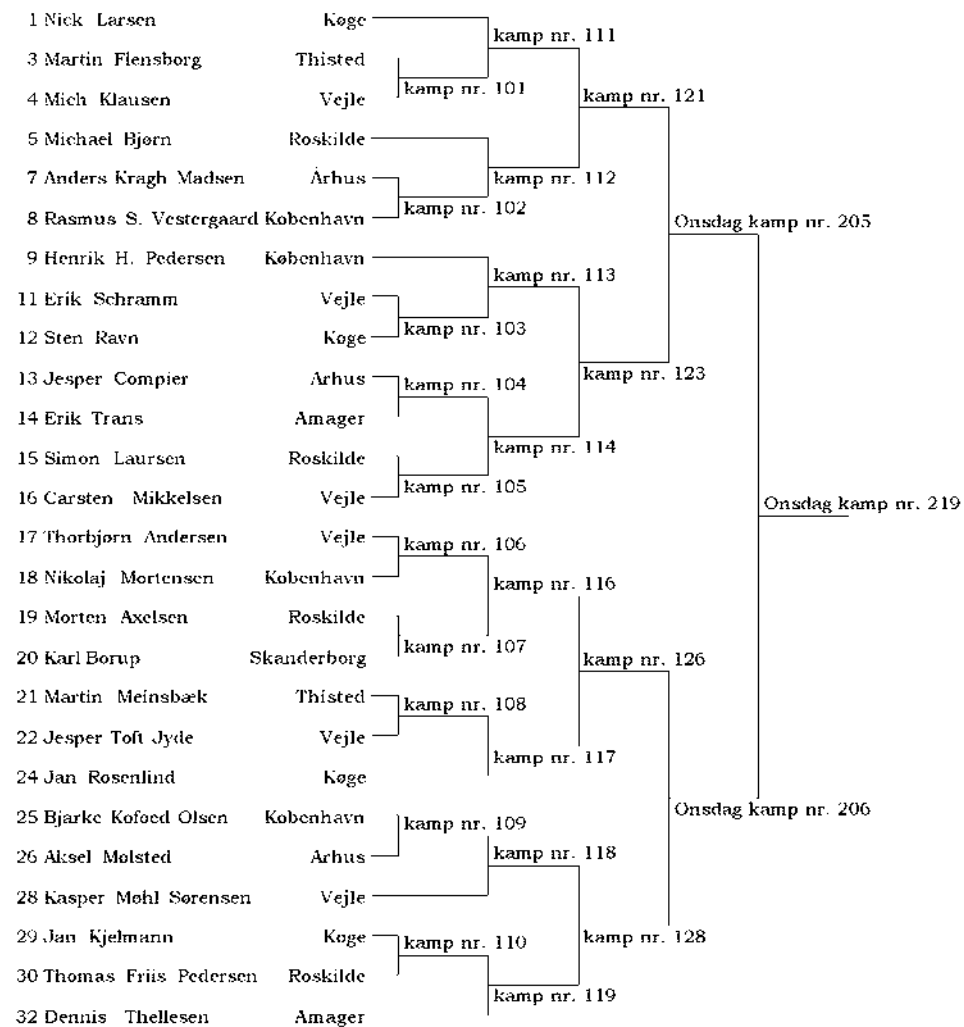 1 Nick Larsen Køge
kamp nr. 111
3 Martin Flensborg Thisted
kamp nr. 101
kamp nr. 121
4 Mich Klausen Vejle
5 Michael Bjørn Roskilde
7 Anders Kragh Madsen Århus
kamp nr. 112
kamp nr. 102
8 Rasmus S. Vestergaard København
Onsdag kamp nr. 205
9 Henrik H. Pedersen København
kamp nr. 113
11 Erik Schramm Vejle
kamp nr. 103
12 Sten Ravn Køge
kamp nr. 123
13 Jesper Compier Århus
kamp nr. 104
14 Erik Trans Amager
kamp nr. 114
15 Simon Laursen Roskilde
kamp nr. 105
16 Carsten Mikkelsen Vejle
Onsdag kamp nr. 219
17 Thorbjørn Andersen Vejle
kamp nr. 106
18 Nikolaj Mortensen København
kamp nr. 116
19 Morten Axelsen Roskilde
kamp nr. 107
20 Karl Borup Skanderborg
kamp nr. 126
21 Martin Meinsbæk Thisted
kamp nr. 108
22 Jesper Toft Jyde Vejle
kamp nr. 117
24 Jan Rosenlind Køge
Onsdag kamp nr. 206
25 Bjarke Kofoed Olsen København
kamp nr. 109
26 Aksel Mølsted Århus
kamp nr. 118
28 Kasper Møhl Sørensen Vejle
29 Jan Kjelmann Køge
kamp nr. 110
kamp nr. 128
30 Thomas Friis Pedersen Roskilde
kamp nr. 119
32 Dennis Thellesen Amager